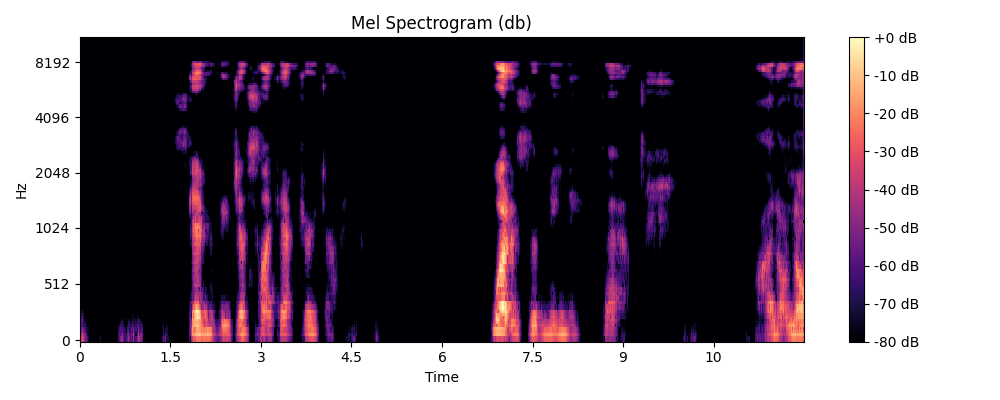 Mel Spectrogram (db)
8192
4096
2048
1024
512
0
Hz
0 1.5 3 4.5 6 7.5 9 10
Time
+0 dB
-10 dB
-20 dB
-30 dB
-40 dB
-50 dB
-60 dB
-70 dB
-80 dB